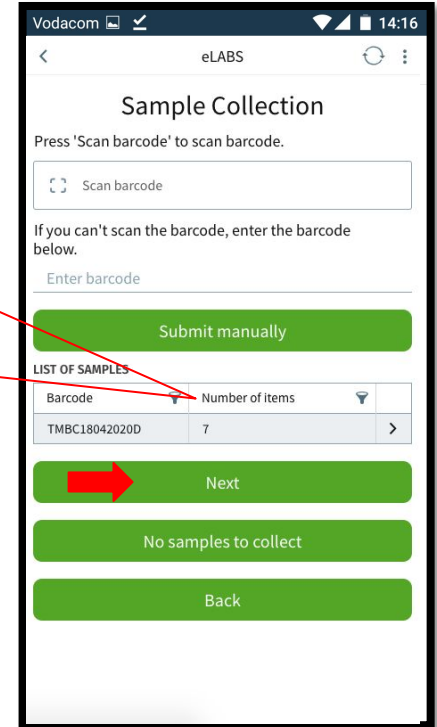 Vodacom 14:16
eLABS
Sample Collection
Press 'Scan barcode' to scan barcode.
Scan barcode
If you can't scan the barcode, enter the barcode
below.
Enter barcode
Submit manually
LIST OF SAMPLES
Barcode Number of items
TMBC18042020D 7
Next
No samples to collect
Back